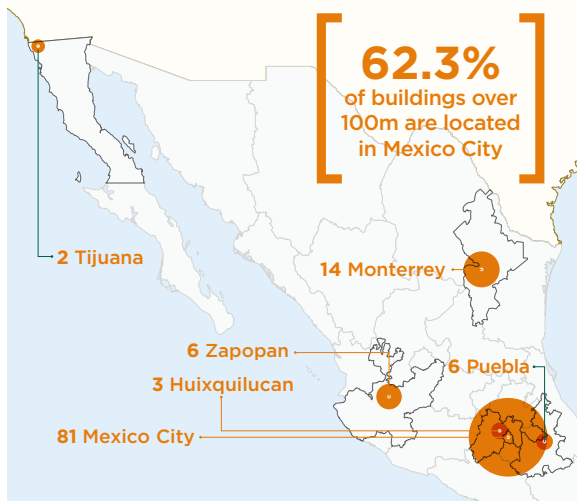 62.3%
of buildings over
100m are located
in Mexico City
2 Tijuana
14 Monterrey
6 Zapopan
6 Puebla
3 Huixquilucan
81 Mexico City